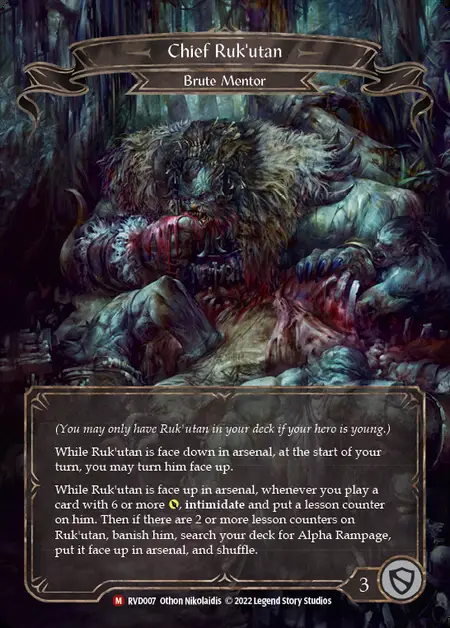 Chief Ruk'utan
Brute Mentor
(You may only have Ruk'utan in your deck if your hero is young.)
While Ruk'utan is face down in arsenal, at the start of your
turn, you may turn him face up.
While Ruk'utan is face up in arsenal, whenever you play a
card with 6 or more , intimidate and put a lesson counter
on him. Then if there are 2 or more lesson counters on
Ruk'utan, banish him, search your deck for Alpha Rampage,
put it face up in arsenal, and shuffle.
3
M RVD007 Othon Nikolaidis © 2022 Legend Story Studios